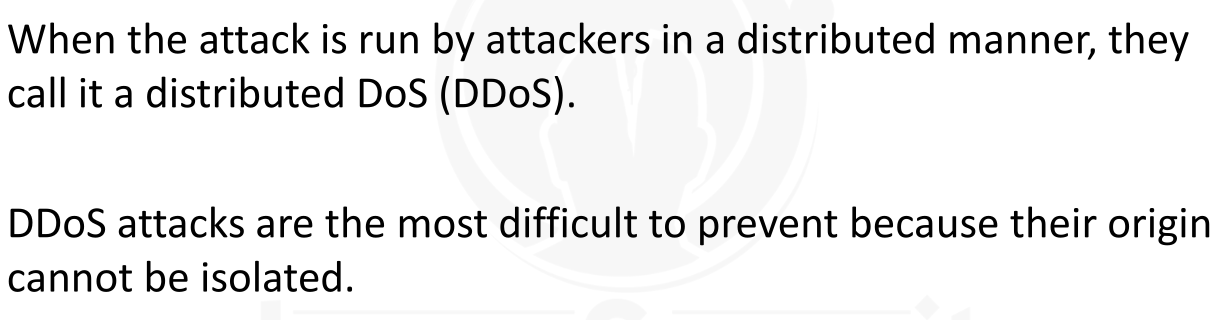 When the attack is run by attackers in a distributed manner, they
call it a distributed DoS (DDoS).
DDoS attacks are the most difficult to prevent because their origin
cannot be isolated.